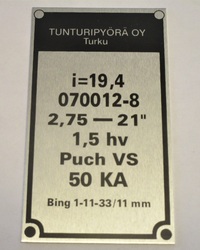 TUNTURIPYÖRÄ OY
Turku
i=19,4
070012-8
2,75 — 21"
1,5 hv
Puch VS
50 KA
Bing 1-11-33/11 mm